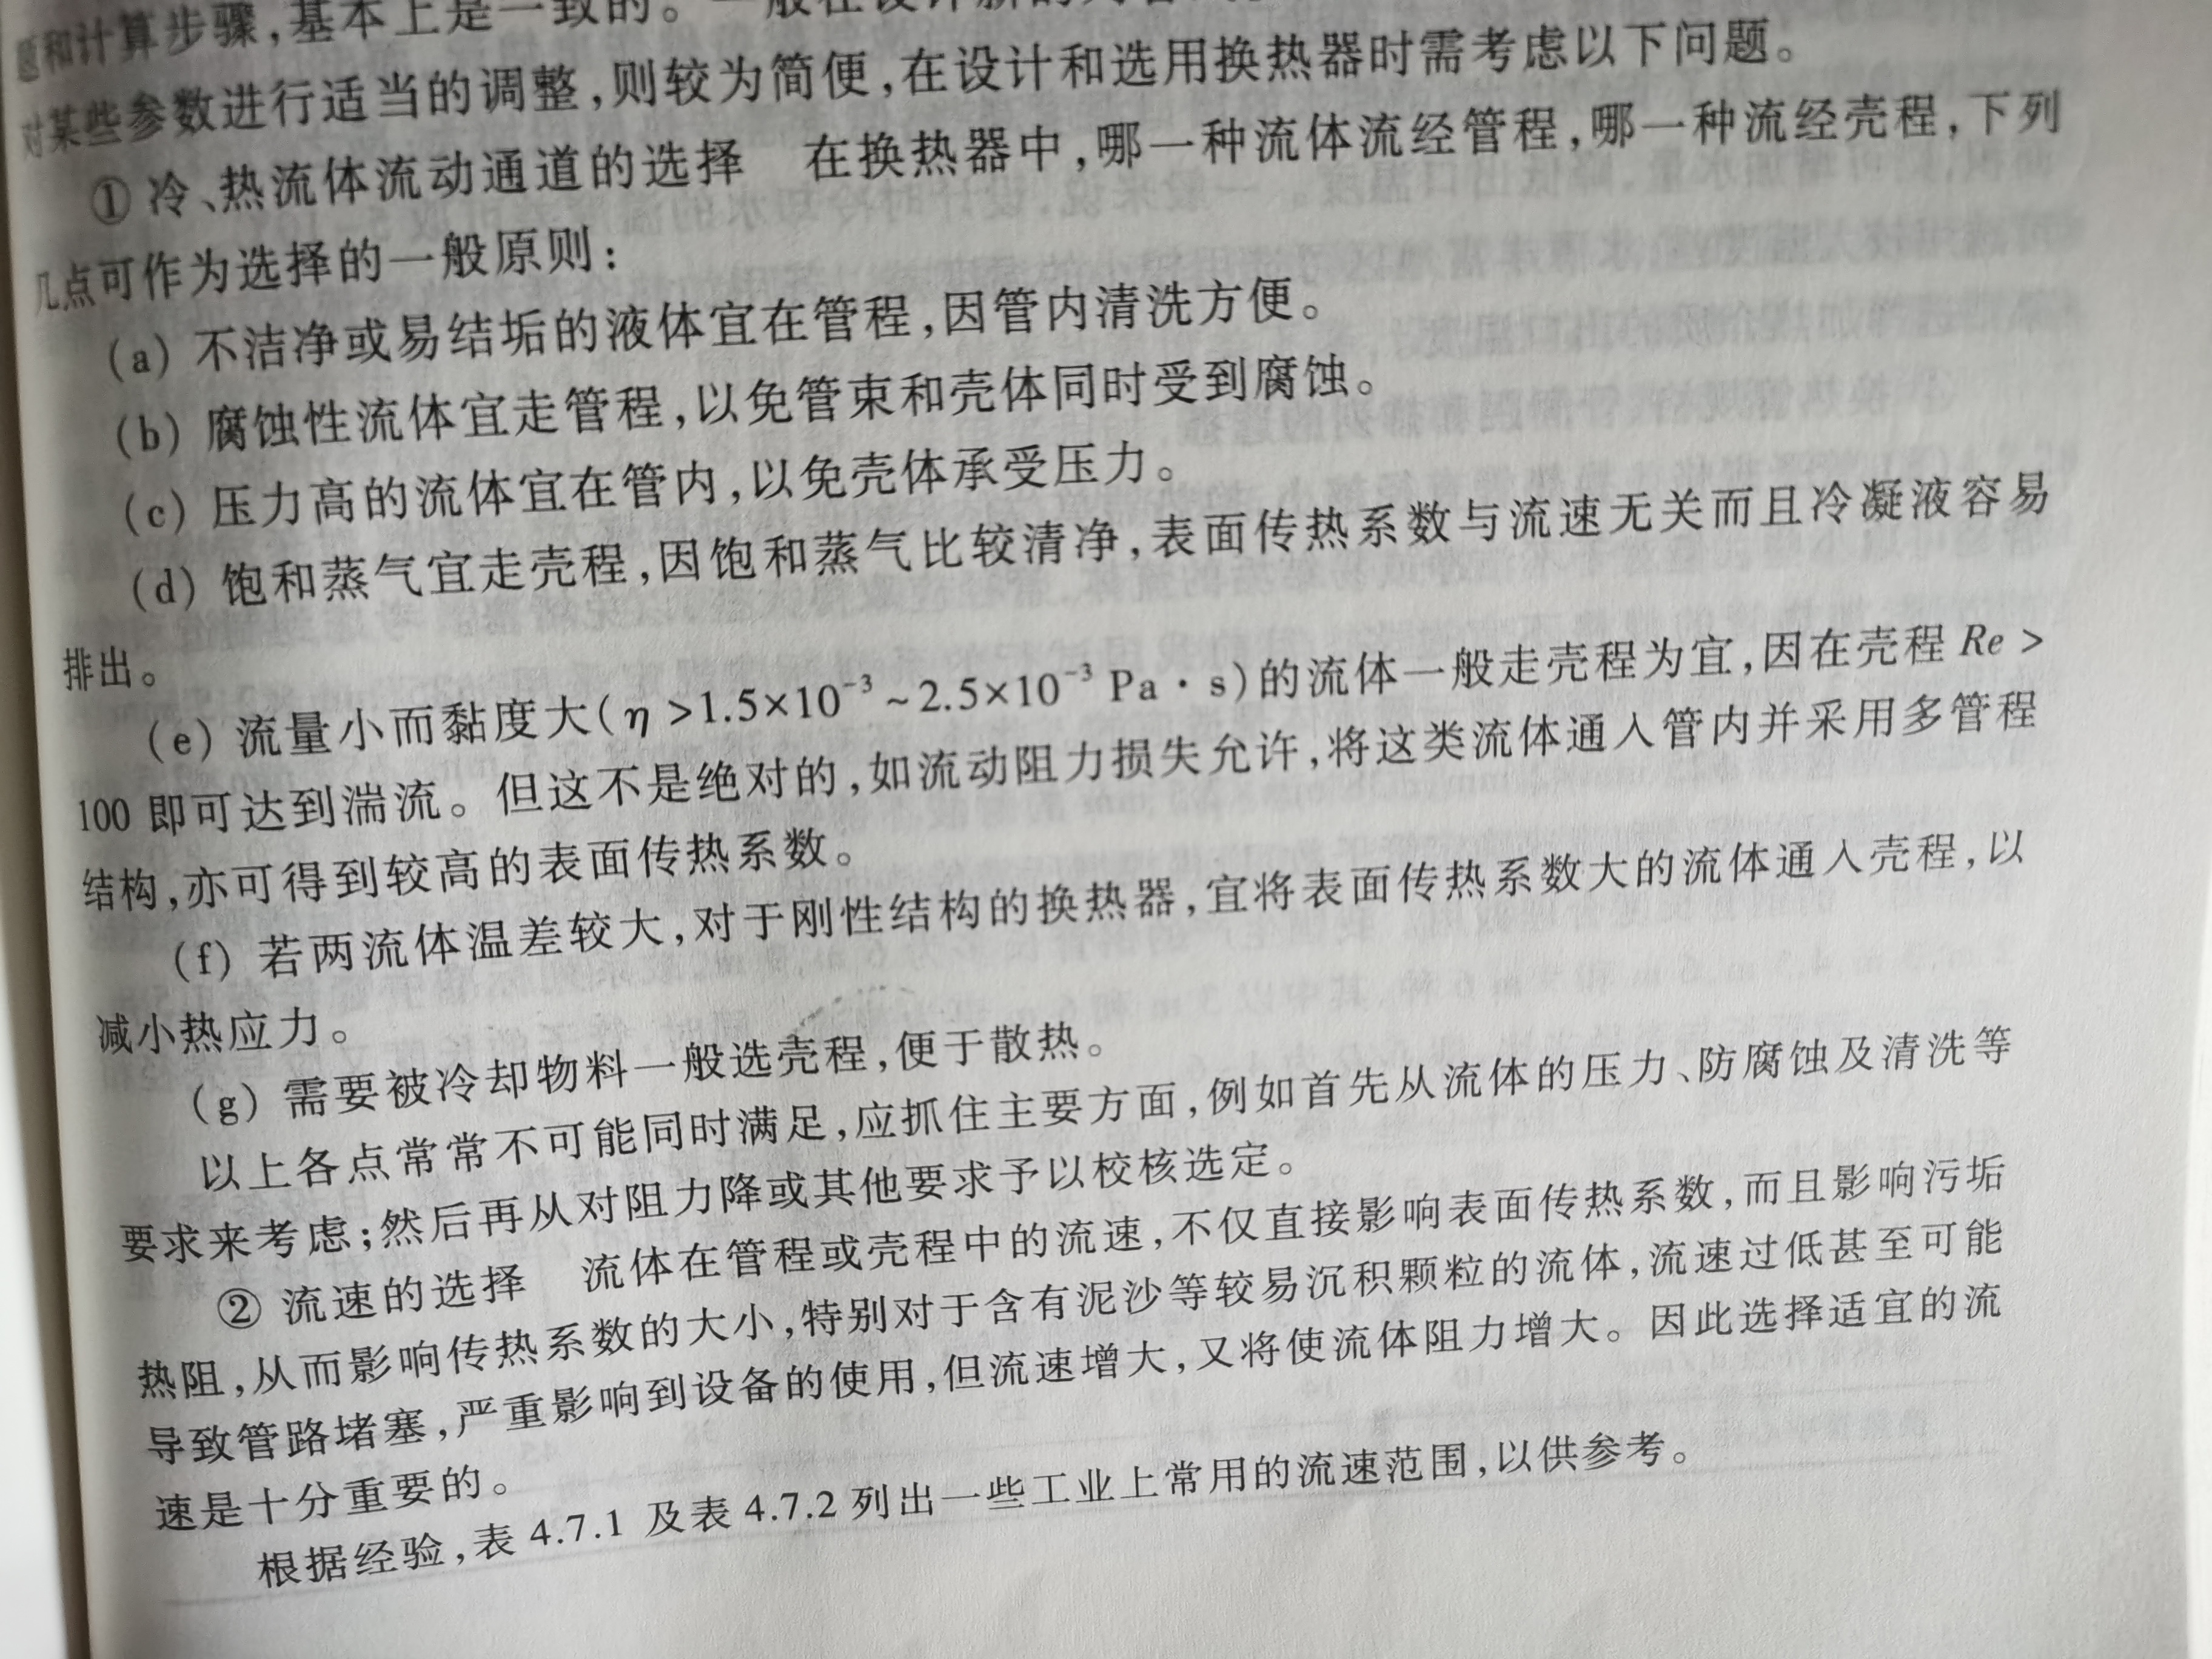 题和计算步骤,基本上是一致的。一般在设计
对某些参数进行适当的调整,则较为简便,在设计和选用换热器时需考虑以下问题。
① 冷、热流体流动通道的选择 在换热器中,哪一种流体流经管程,哪一种流经壳程,下列
几点可作为选择的一般原则:
(a) 不洁净或易结垢的液体宜在管程,因管内清洗方便。
(b) 腐蚀性流体宜走管程,以免管束和壳体同时受到腐蚀。
(c) 压力高的流体宜在管内,以免壳体承受压力。
(d) 饱和蒸气宜走壳程,因饱和蒸气比较清净,表面传热系数与流速无关而且冷凝液容易
排出。
(e) 流量小而黏度大(η>1.5×10⁻³~2.5×10⁻³ Pa·s)的流体一般走壳程为宜,因在壳程 Re>
100 即可达到湍流。但这不是绝对的,如流动阻力损失允许,将这类流体通入管内并采用多管程
结构,亦可得到较高的表面传热系数。
(f) 若两流体温差较大,对于刚性结构的换热器,宜将表面传热系数大的流体通入壳程,以
减小热应力。
(g) 需要被冷却物料一般选壳程,便于散热。
以上各点常常不可能同时满足,应抓住主要方面,例如首先从流体的压力、防腐蚀及清洗等
要求来考虑;然后再从对阻力降或其他要求予以校核选定。
② 流速的选择 流体在管程或壳程中的流速,不仅直接影响表面传热系数,而且影响污垢
热阻,从而影响传热系数的大小,特别对于含有泥沙等较易沉积颗粒的流体,流速过低甚至可能
导致管路堵塞,严重影响到设备的使用,但流速增大,又将使流体阻力增大。因此选择适宜的流
速是十分重要的。
根据经验,表 4.7.1 及表 4.7.2 列出一些工业上常用的流速范围,以供参考。